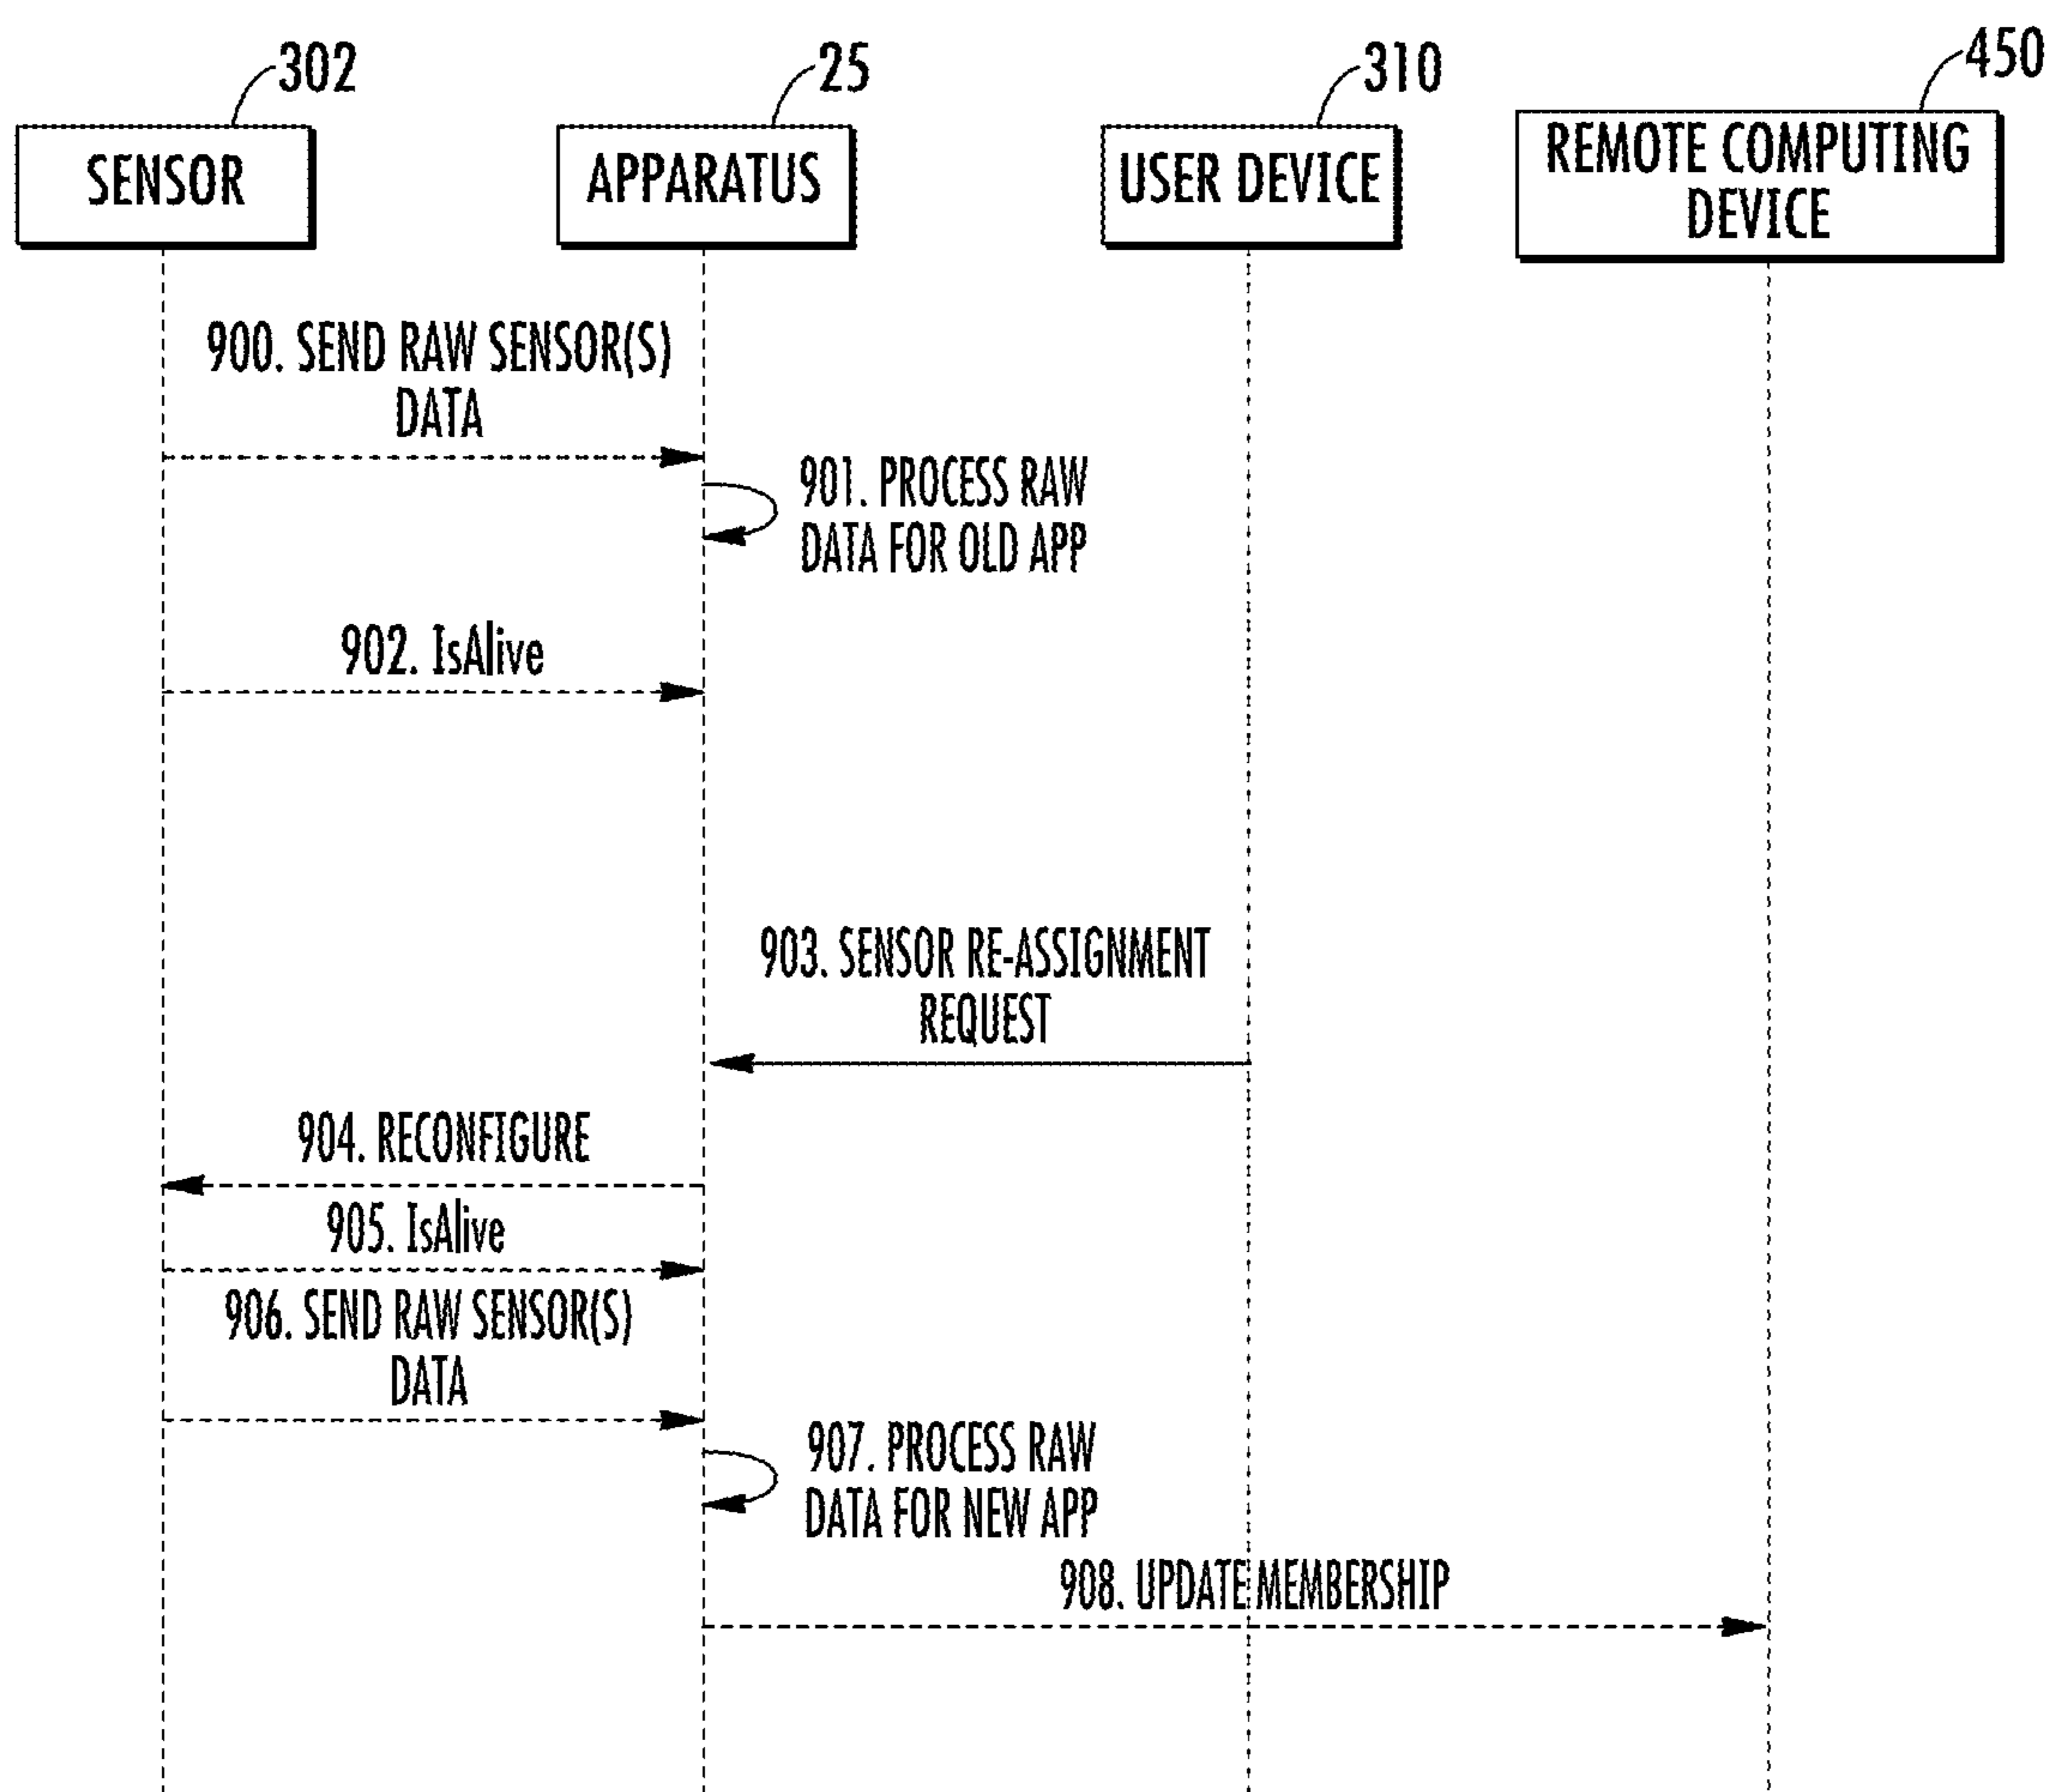 302
25
310
450
SENSOR
APPARATUS
USER DEVICE
REMOTE COMPUTING
DEVICE
900. SEND RAW SENSOR(S)
DATA
901. PROCESS RAW
DATA FOR OLD APP
902. IsAlive
903. SENSOR RE-ASSIGNMENT
REQUEST
904. RECONFIGURE
905. IsAlive
906. SEND RAW SENSOR(S)
DATA
907. PROCESS RAW
DATA FOR NEW APP
908. UPDATE MEMBERSHIP